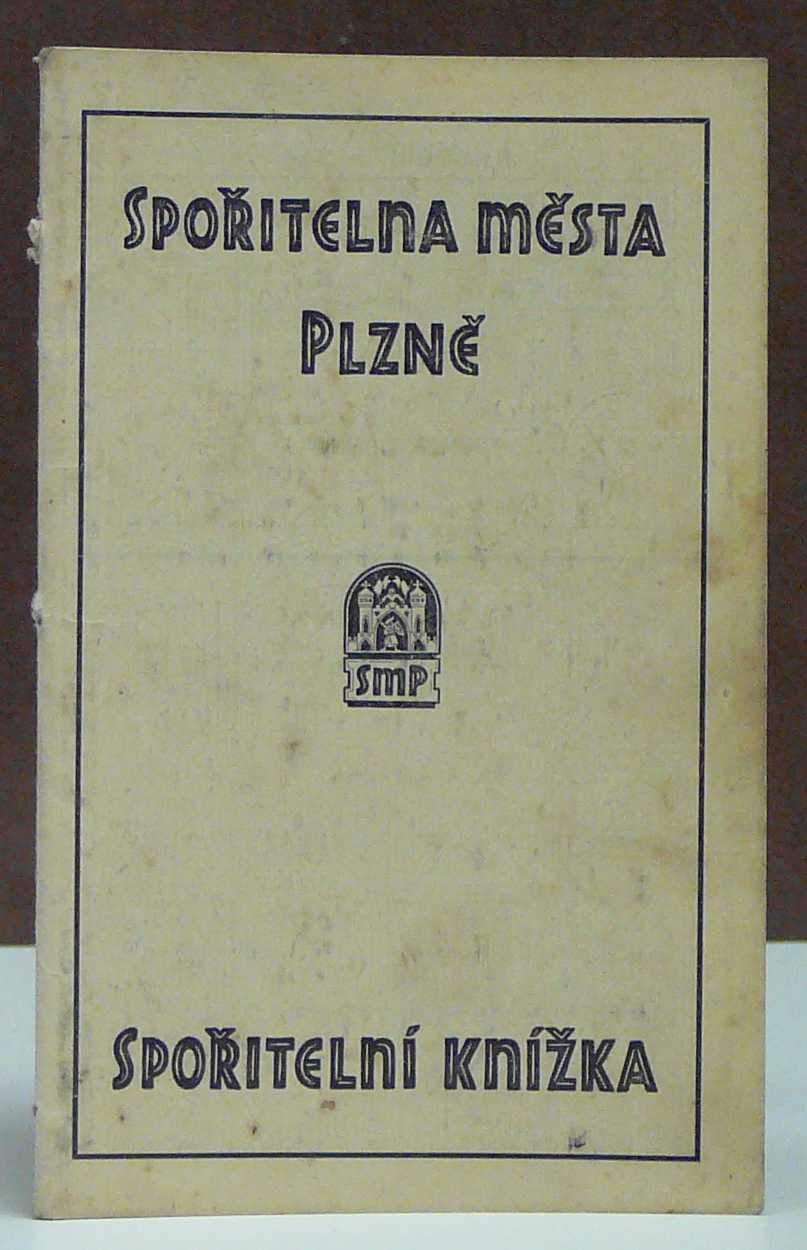 Spořitelna města
Plzně
SMP
Spořitelní knížka